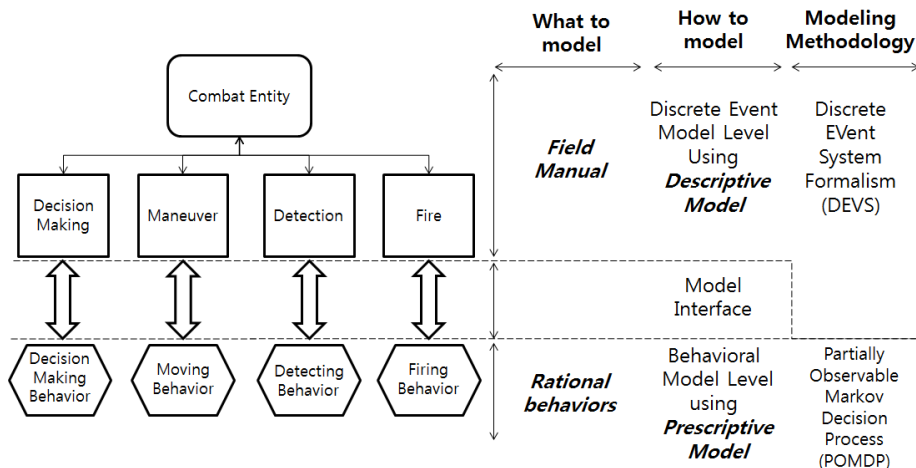 What to
model
How to
model
Modeling
Methodology
Combat Entity
Decision
Making
Maneuver
Detection
Fire
Field
Manual
Discrete Event
Model Level
Using
Descriptive
Model
Discrete
EVent
System
Formalism
(DEVS)
Model
Interface
Decision
Making
Behavior
Moving
Behavior
Detecting
Behavior
Firing
Behavior
Rational
behaviors
Behavioral
Model Level
using
Prescriptive
Model
Partially
Observable
Markov
Decision
Process
(POMDP)